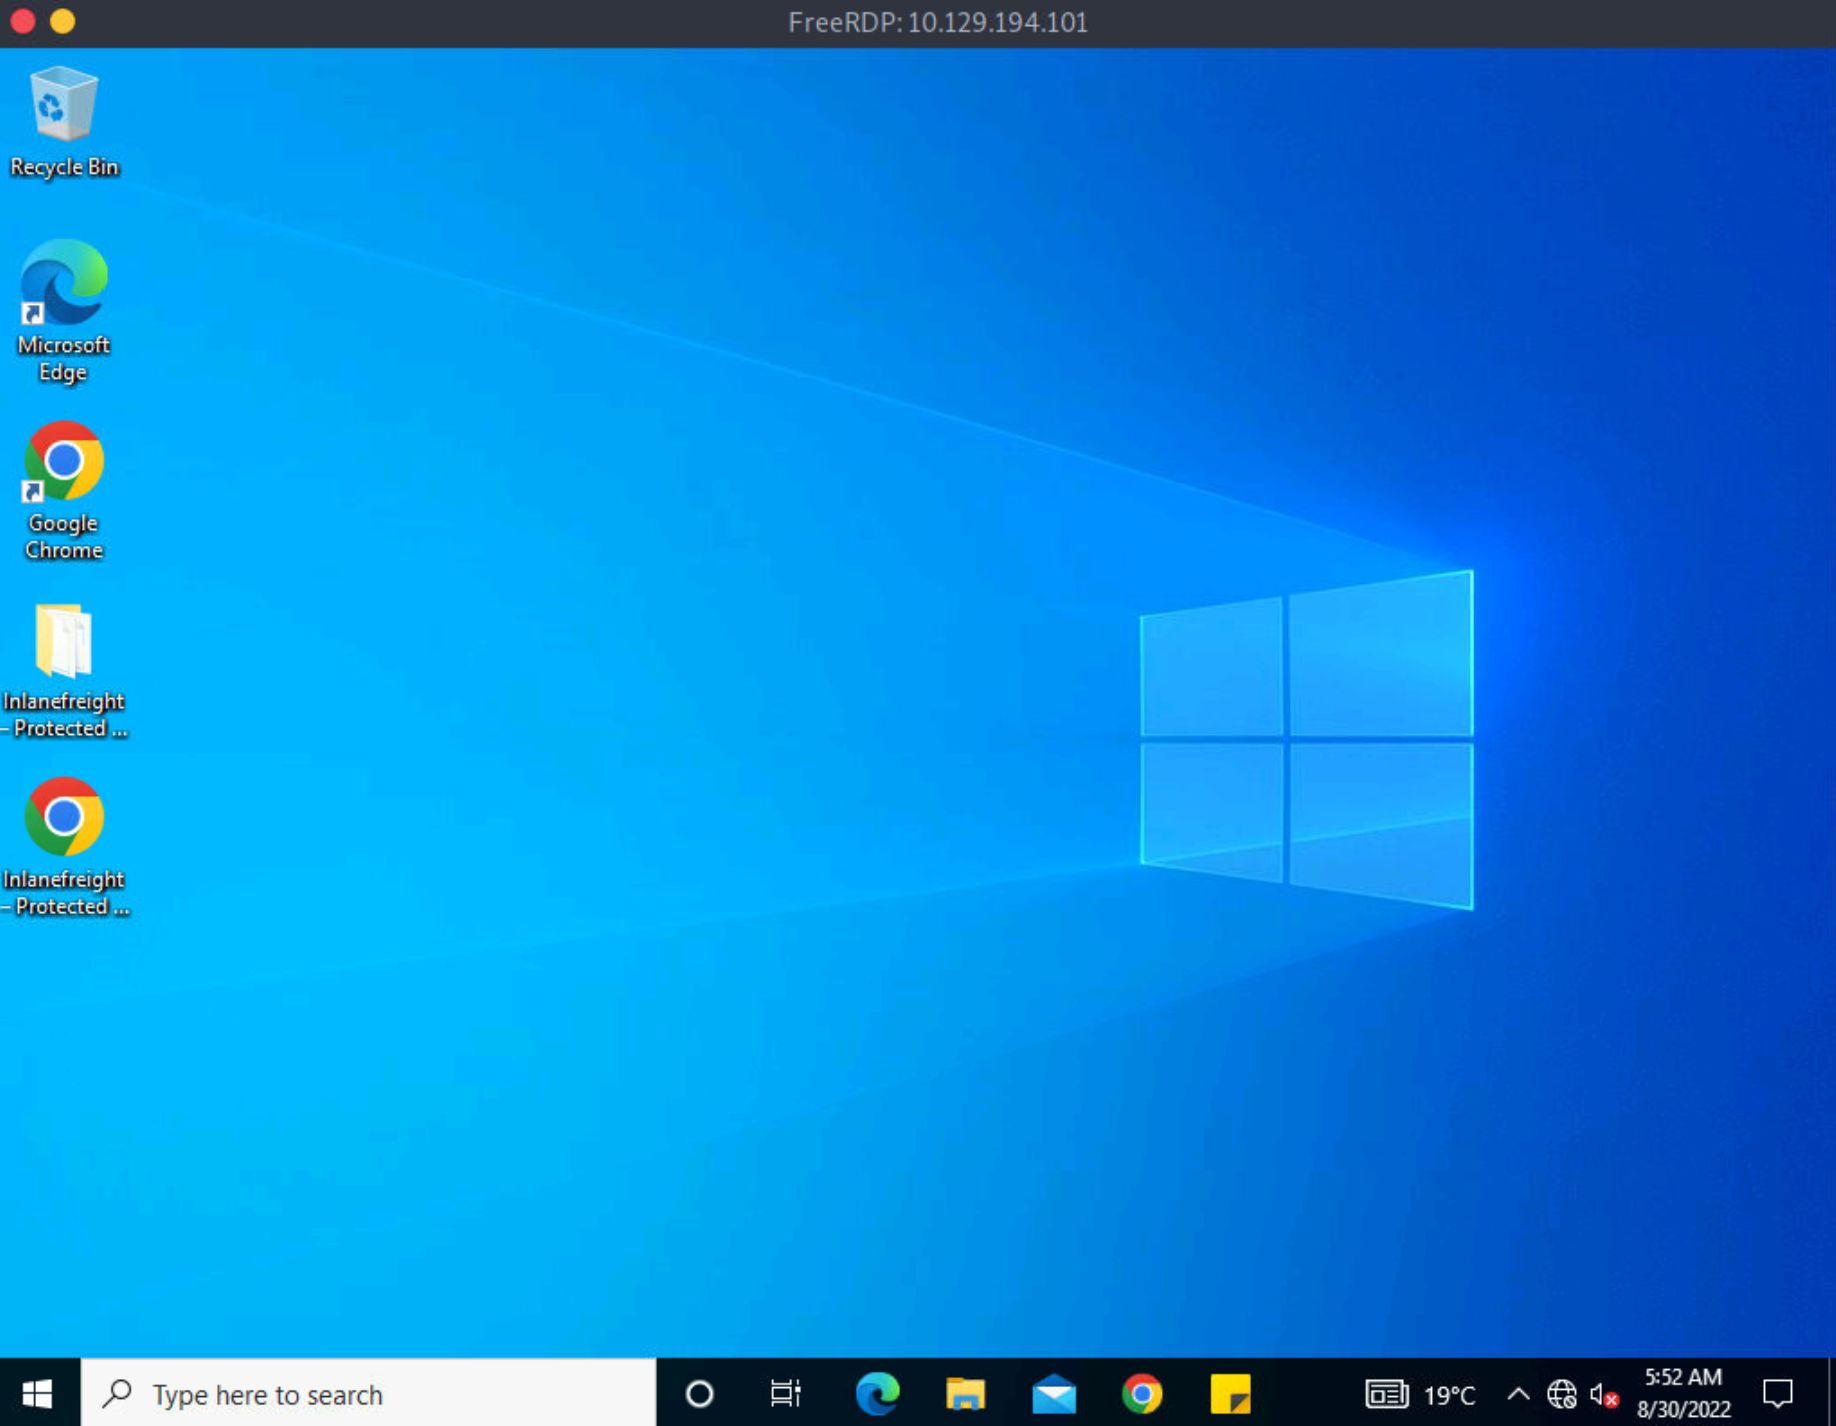 FreeRDP: 10.129.194.101
Recycle Bin
Microsoft
Edge
Google
Chrome
Inlanefreight
– Protected ...
Inlanefreight
– Protected ...
Type here to search
19°C
5:52 AM
8/30/2022